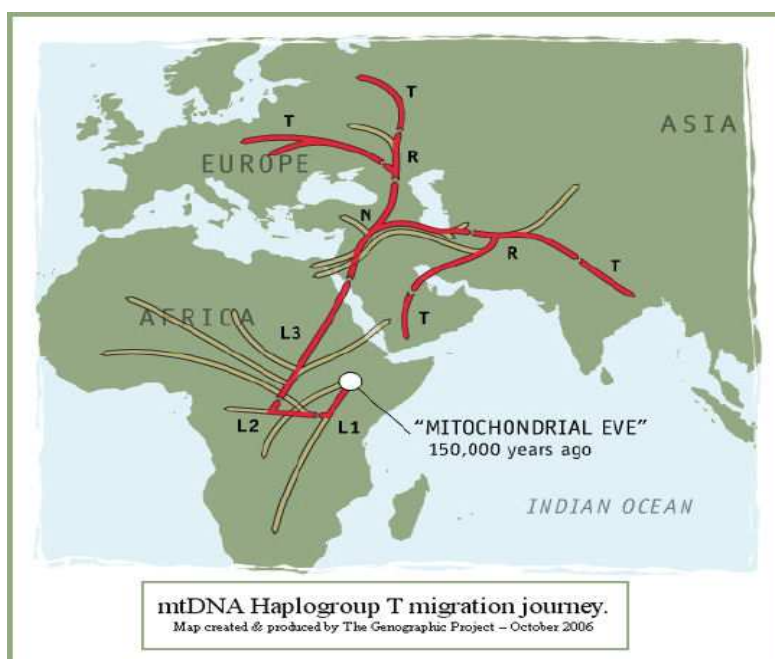 T
T
ASIA
EUROPE
R
N
R
T
AFRICA
T
L3
L2
L1
"MITOCHONDRIAL EVE"
150,000 years ago
INDIAN OCEAN
mtDNA Haplogroup T migration journey.
Map created & produced by The Genographic Project – October 2006